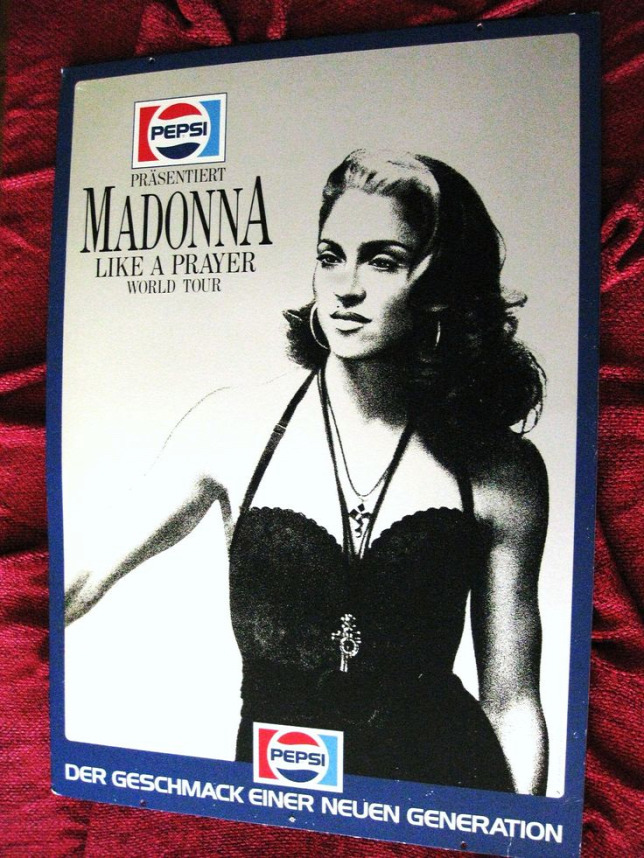 PEPSI
PRÄSENTIERT
MADONNA
LIKE A PRAYER
WORLD TOUR
PEPSI
DER GESCHMACK EINER NEUEN GENERATION